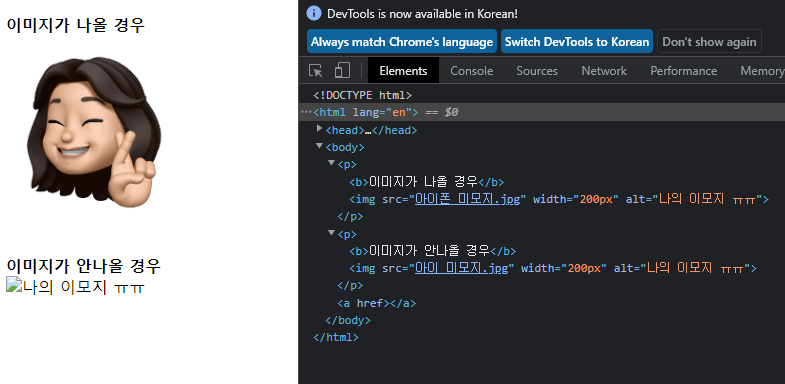 이미지가 나올 경우
이미지가 안나올 경우
나의 이모지 ㅠㅠ
DevTools is now available in Korean!
Always match Chrome's language Switch DevTools to Korean Don't show again
Elements Console Sources Network Performance Memory
<!DOCTYPE html>
<html lang="en"> == $0
<head>…</head>
<body>
<p>
<b>이미지가 나올 경우</b>
<img src="아이폰 미모지.jpg" width="200px" alt="나의 이모지 ㅠㅠ">
</p>
<p>
<b>이미지가 안나올 경우</b>
<img src="아이 미모지.jpg" width="200px" alt="나의 이모지 ㅠㅠ">
</p>
<a href></a>
</body>
</html>